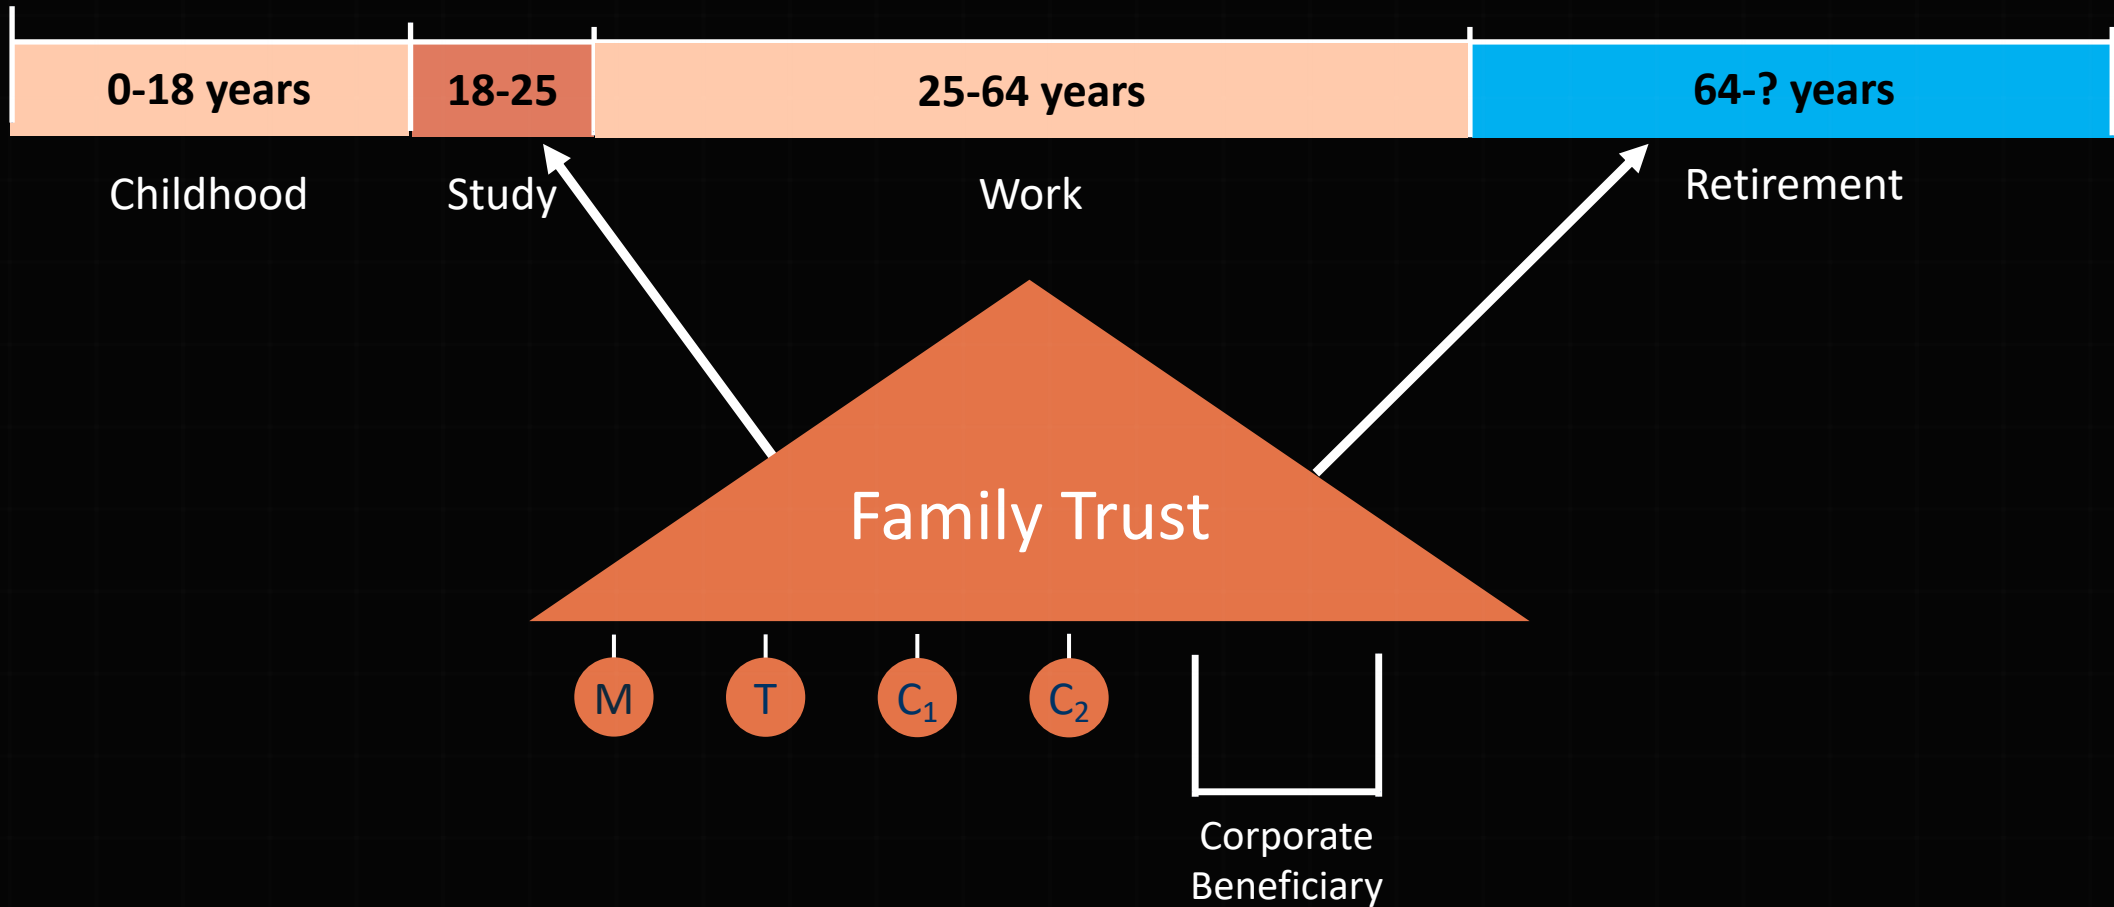 0-18 years
18-25
25-64 years
64-? years
Childhood
Study
Work
Retirement
Family Trust
M
T
C₁
C₂
Corporate
Beneficiary